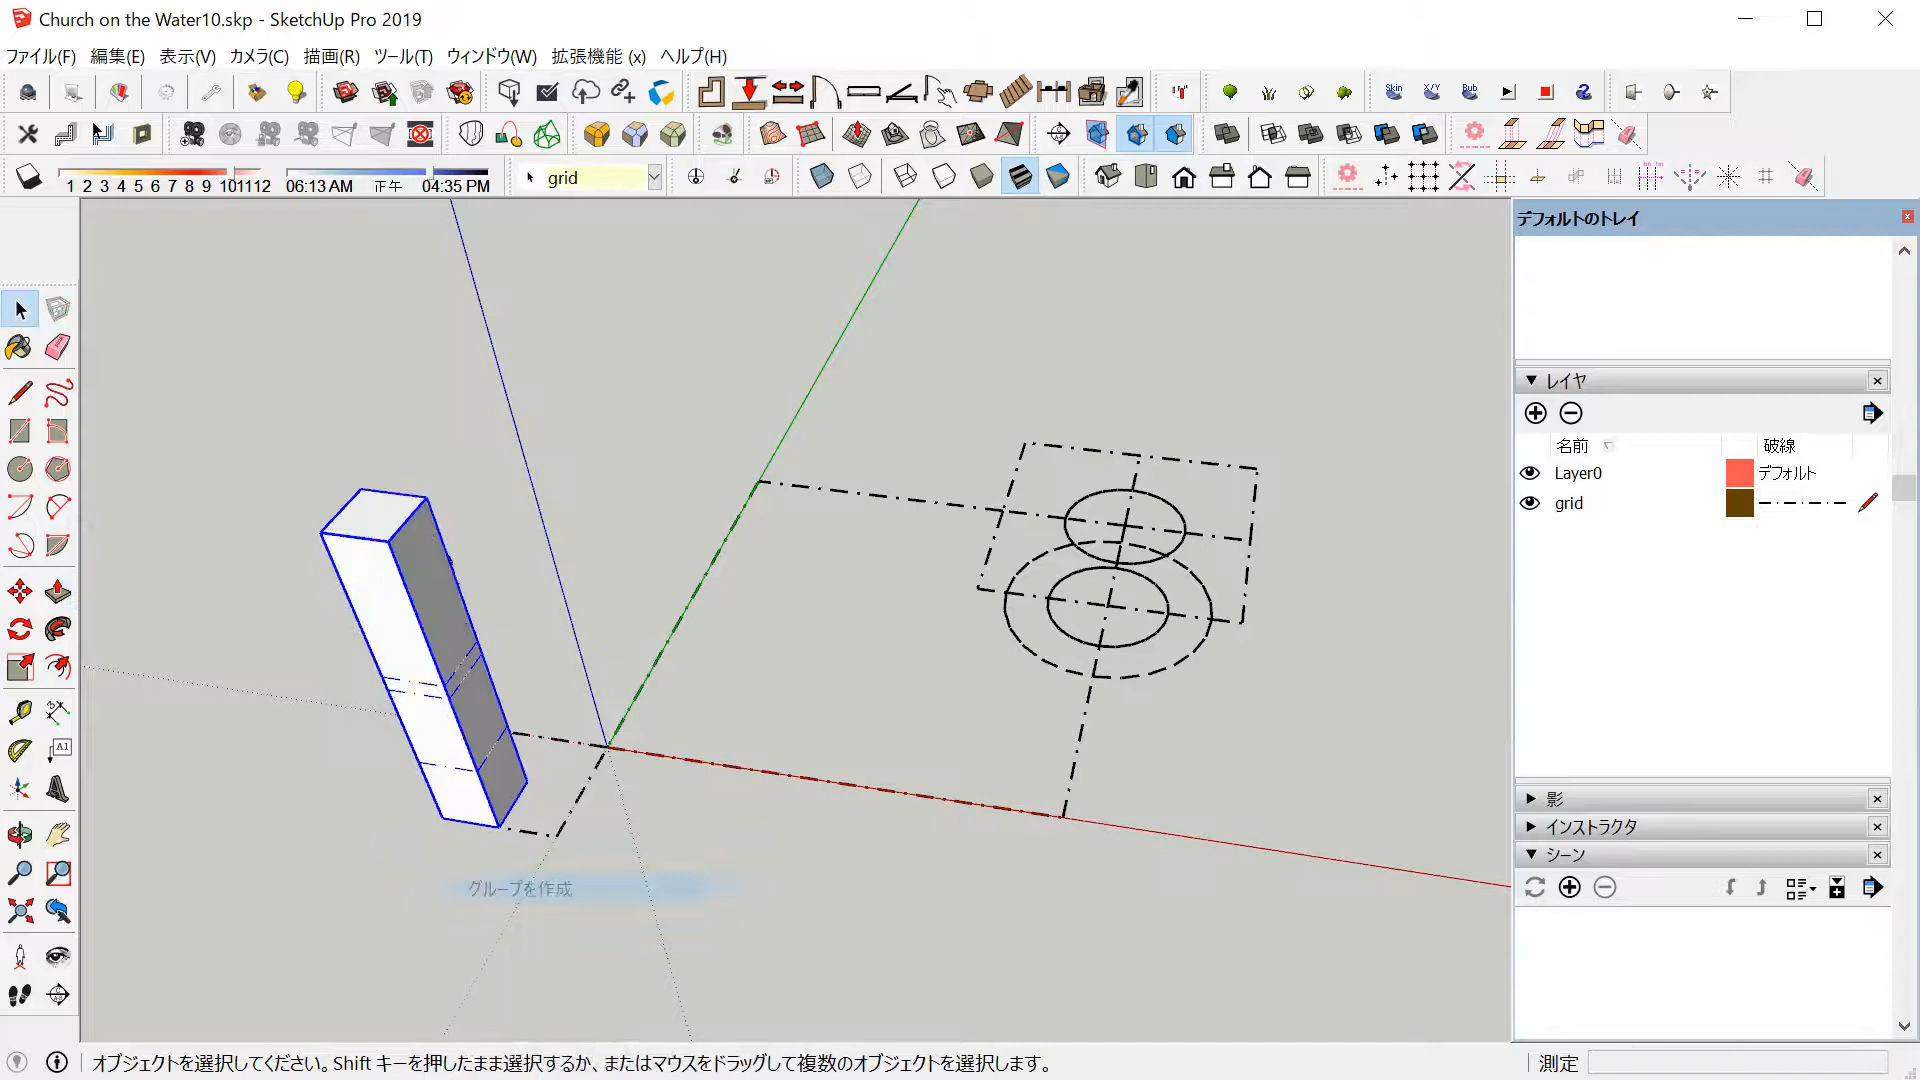 Church on the Water10.skp - SketchUp Pro 2019
ファイル(F) 編集(E) 表示(V) カメラ(C) 描画(R) ツール(T) ウィンドウ(W) 拡張機能 (x) ヘルプ(H)
Skin X/Y Bub
1 2 3 4 5 6 7 8 9 101112 06:13 AM 正午 04:35 PM grid
デフォルトのトレイ
レイヤ
名前 破線
Layer0 デフォルト
grid
影
インストラクタ
シーン
グループを作成
オブジェクトを選択してください。Shift キーを押したまま選択するか、またはマウスをドラッグして複数のオブジェクトを選択します。
測定